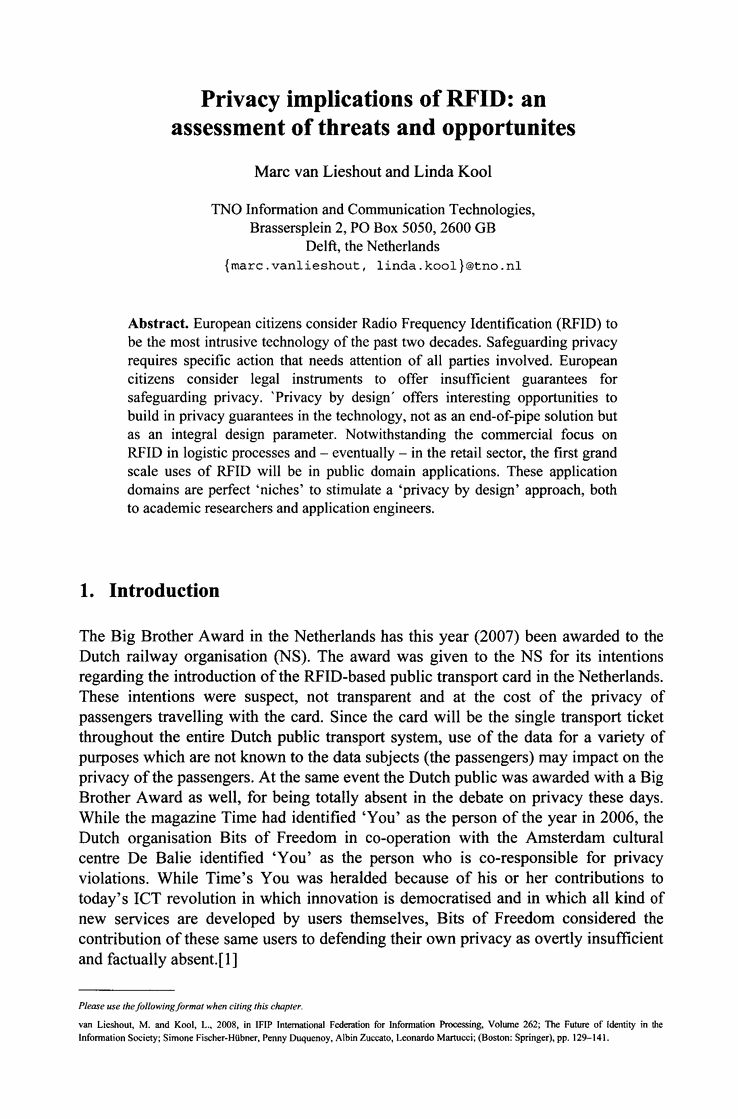 Privacy implications of RFID: an
assessment of threats and opportunites
Marc van Lieshout and Linda Kool
TNO Information and Communication Technologies,
Brassersplein 2, PO Box 5050, 2600 GB
Delft, the Netherlands
{marc.vanlieshout, linda.kool}@tno.nl
Abstract. European citizens consider Radio Frequency Identification (RFID) to
be the most intrusive technology of the past two decades. Safeguarding privacy
requires specific action that needs attention of all parties involved. European
citizens consider legal instruments to offer insufficient guarantees for
safeguarding privacy. `Privacy by design´ offers interesting opportunities to
build in privacy guarantees in the technology, not as an end-of-pipe solution but
as an integral design parameter. Notwithstanding the commercial focus on
RFID in logistic processes and – eventually – in the retail sector, the first grand
scale uses of RFID will be in public domain applications. These application
domains are perfect ‘niches’ to stimulate a ‘privacy by design’ approach, both
to academic researchers and application engineers.
1. Introduction
The Big Brother Award in the Netherlands has this year (2007) been awarded to the
Dutch railway organisation (NS). The award was given to the NS for its intentions
regarding the introduction of the RFID-based public transport card in the Netherlands.
These intentions were suspect, not transparent and at the cost of the privacy of
passengers travelling with the card. Since the card will be the single transport ticket
throughout the entire Dutch public transport system, use of the data for a variety of
purposes which are not known to the data subjects (the passengers) may impact on the
privacy of the passengers. At the same event the Dutch public was awarded with a Big
Brother Award as well, for being totally absent in the debate on privacy these days.
While the magazine Time had identified ‘You’ as the person of the year in 2006, the
Dutch organisation Bits of Freedom in co-operation with the Amsterdam cultural
centre De Balie identified ‘You’ as the person who is co-responsible for privacy
violations. While Time’s You was heralded because of his or her contributions to
today’s ICT revolution in which innovation is democratised and in which all kind of
new services are developed by users themselves, Bits of Freedom considered the
contribution of these same users to defending their own privacy as overtly insufficient
and factually absent.[1]
Please use the following format when citing this chapter.
van Lieshout, M. and Kool, L., 2008, in IFIP International Federation for Information Processing, Volume 262; The Future of Identity in the
Information Society; Simone Fischer-Hübner, Penny Duquenoy, Albin Zuccato, Leonardo Martucci; (Boston: Springer), pp. 129–141.